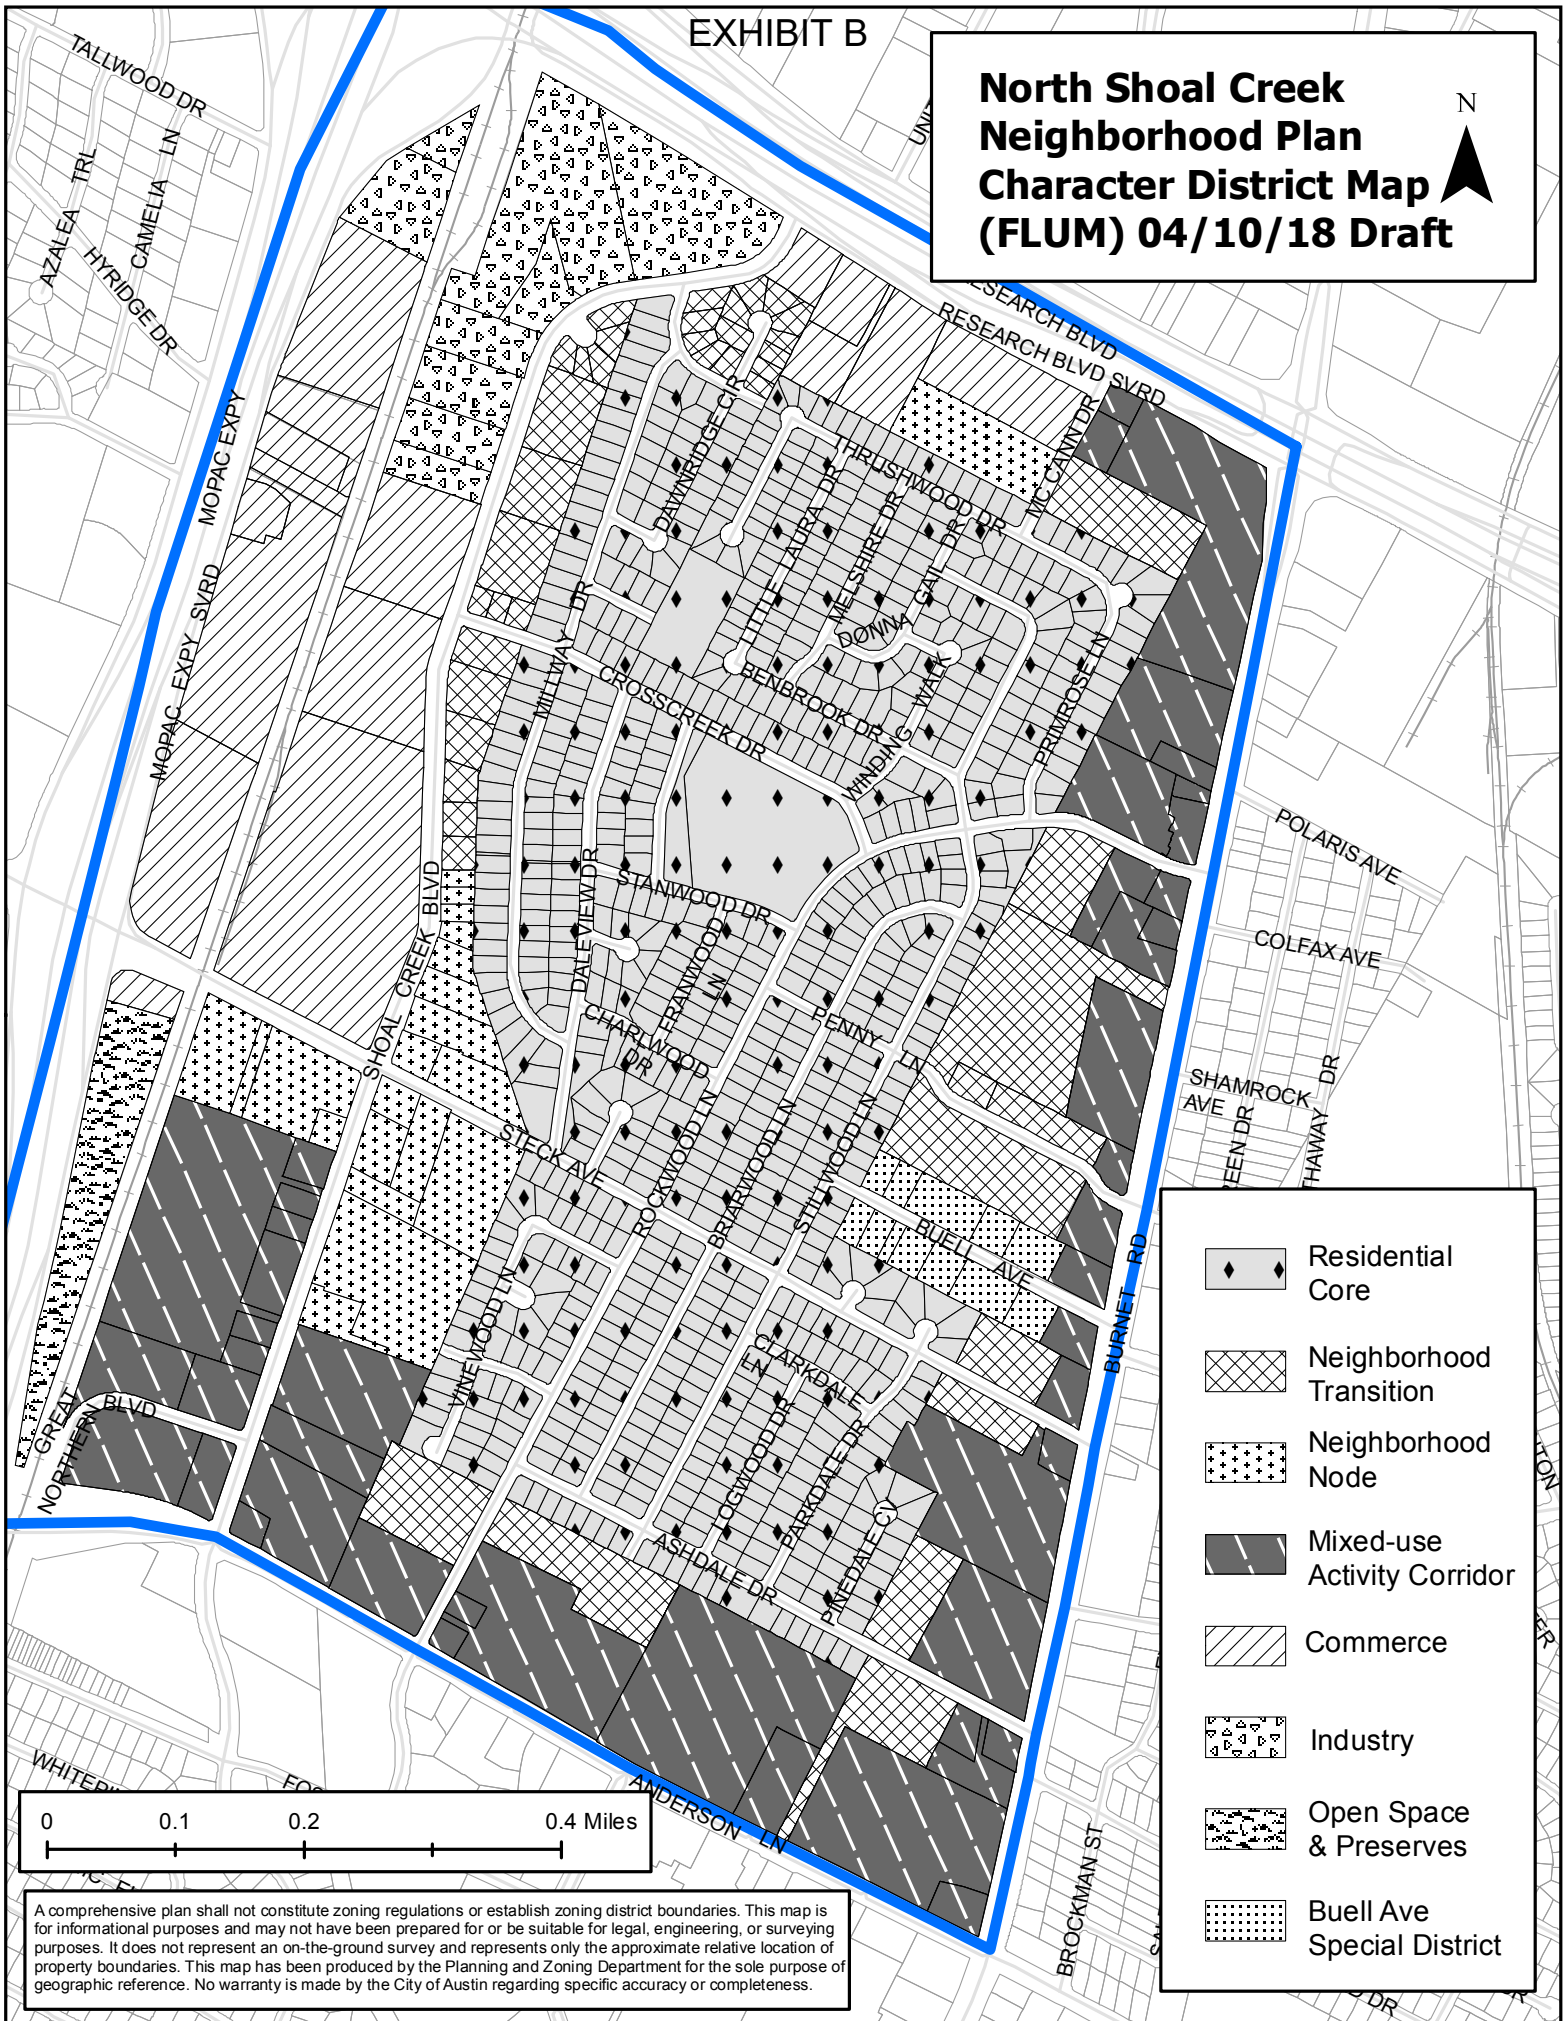 EXHIBIT B
North Shoal Creek
Neighborhood Plan
Character District Map
(FLUM) 04/10/18 Draft
N
TALLWOOD DR
AZALEA TRL
CAMELIA LN
HYRIDGE DR
MOPAC EXPY
MOPAC EXPY SVRD
RESEARCH BLVD
RESEARCH BLVD SVRD
MC CANN DR
THRUSHWOOD DR
DAWNRIDGE CIR
LITTLE LAURA DR
MELSHIRE DR
GAIL DR
DONNA
MILLWAY DR
BENBROOK DR
CROSSCREEK DR
WINDING WALK
PRIMROSE LN
POLARIS AVE
STANWOOD DR
DALEVIEW DR
SHOAL CREEK BLVD
FRANWOOD
LN
COLFAX AVE
CHARLWOOD
DR
PENNY LN
SHAMROCK
AVE
STECK AVE
ROCKWOOD LN
BRIARWOOD LN
STILLWOOD LN
BUELL AVE
BURNET RD
VINEWOOD LN
CLARKDALE
LN
GREAT
NORTHERN
BLVD
LOGWOOD DR
PARKDALE DR
PINEDALE CV
ASHDALE DR
ANDERSON LN
BROCKMAN ST
Residential
Core
Neighborhood
Transition
Neighborhood
Node
Mixed-use
Activity Corridor
Commerce
Industry
Open Space
& Preserves
Buell Ave
Special District
0 0.1 0.2 0.4 Miles
A comprehensive plan shall not constitute zoning regulations or establish zoning district boundaries. This map is
for informational purposes and may not have been prepared for or be suitable for legal, engineering, or surveying
purposes. It does not represent an on-the-ground survey and represents only the approximate relative location of
property boundaries. This map has been produced by the Planning and Zoning Department for the sole purpose of
geographic reference. No warranty is made by the City of Austin regarding specific accuracy or completeness.